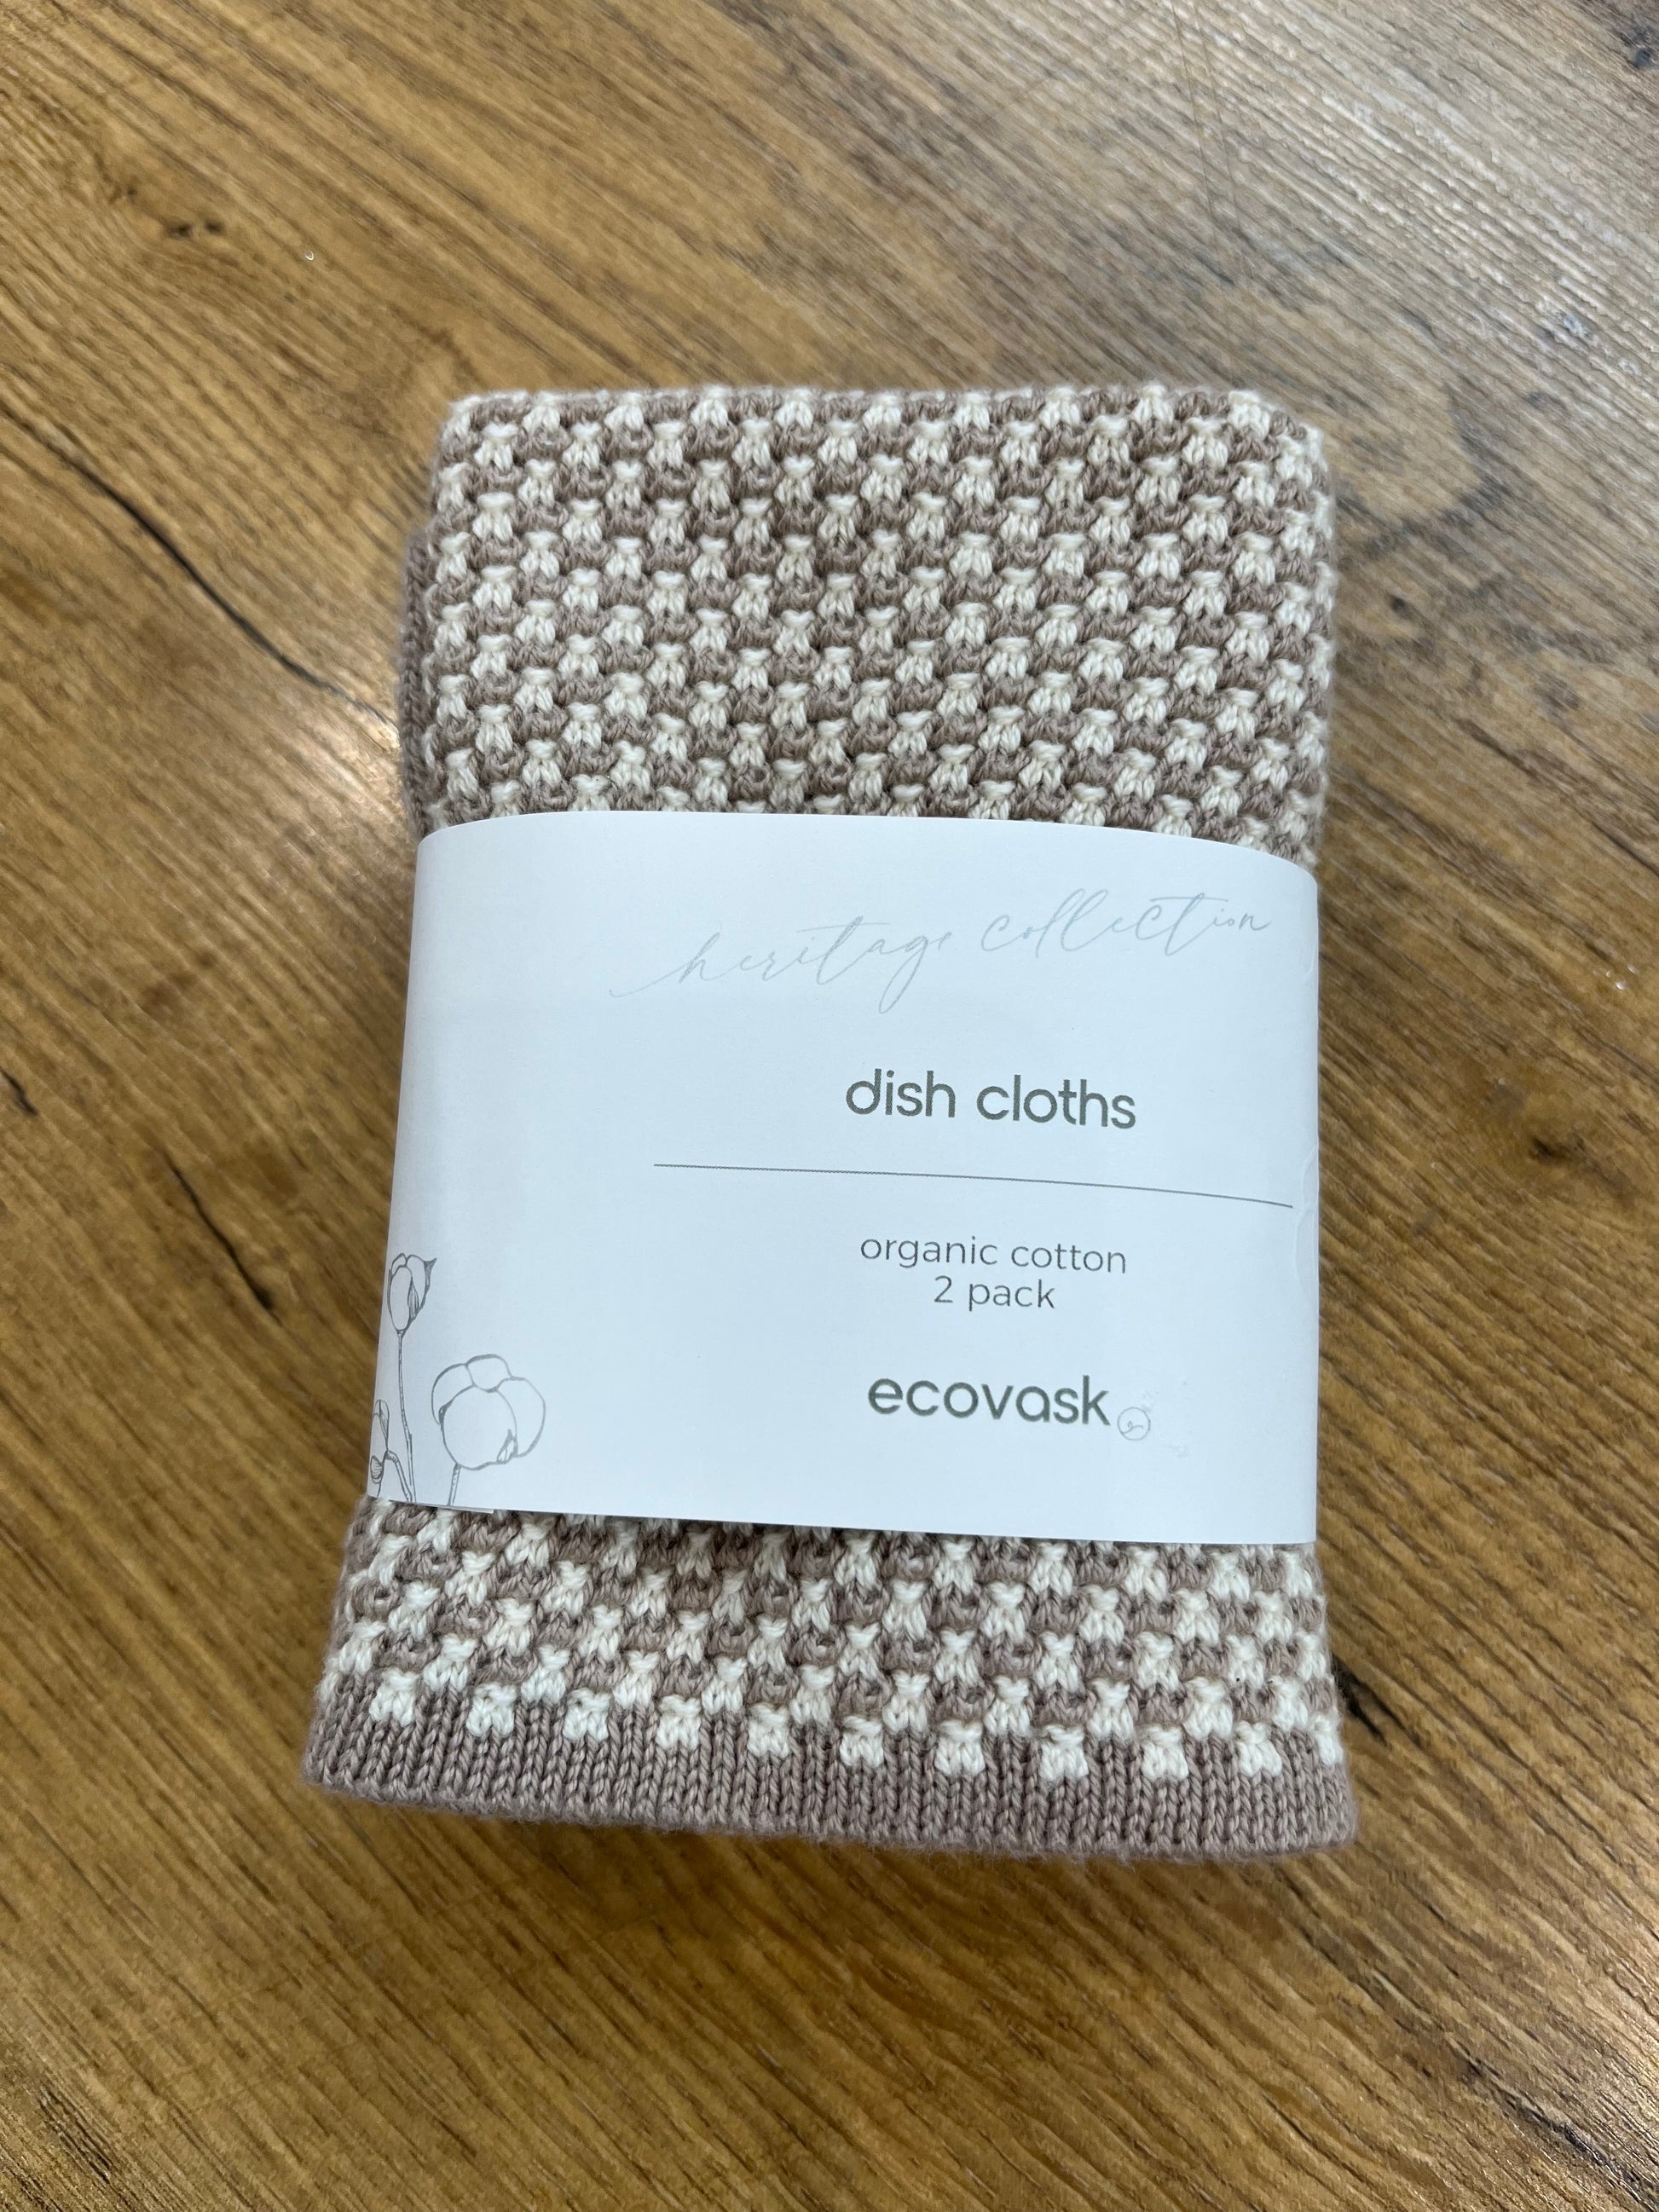 heritage collection
dish cloths
organic cotton
2 pack
ecovask